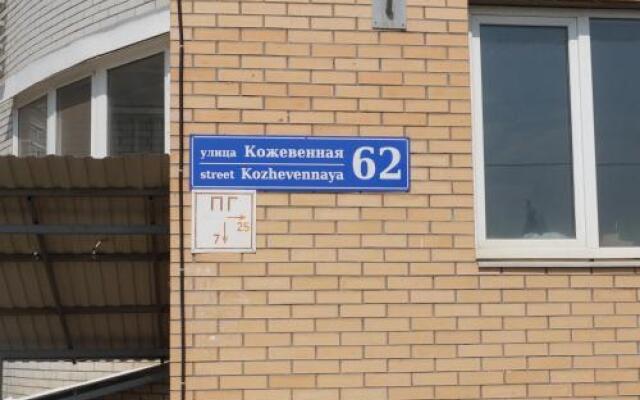 улица Кожевенная 62
street Kozhevennaya
ПГ
25
7